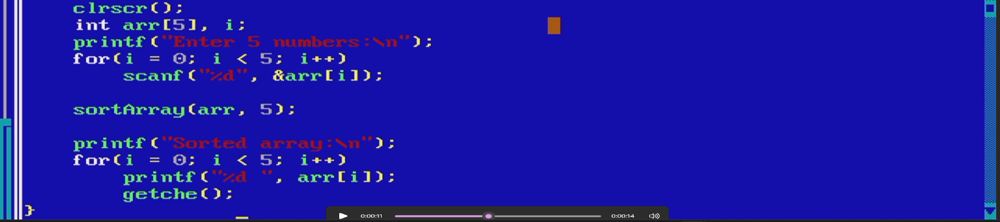 clrscr();
int arr[5], i;
printf("Enter 5 numbers:\n");
for(i = 0; i < 5; i++)
scanf("%d", &arr[i]);
sortArray(arr, 5);
printf("Sorted array:\n");
for(i = 0; i < 5; i++)
printf("%d ", arr[i]);
getche();
}
0:00:11 0:00:14